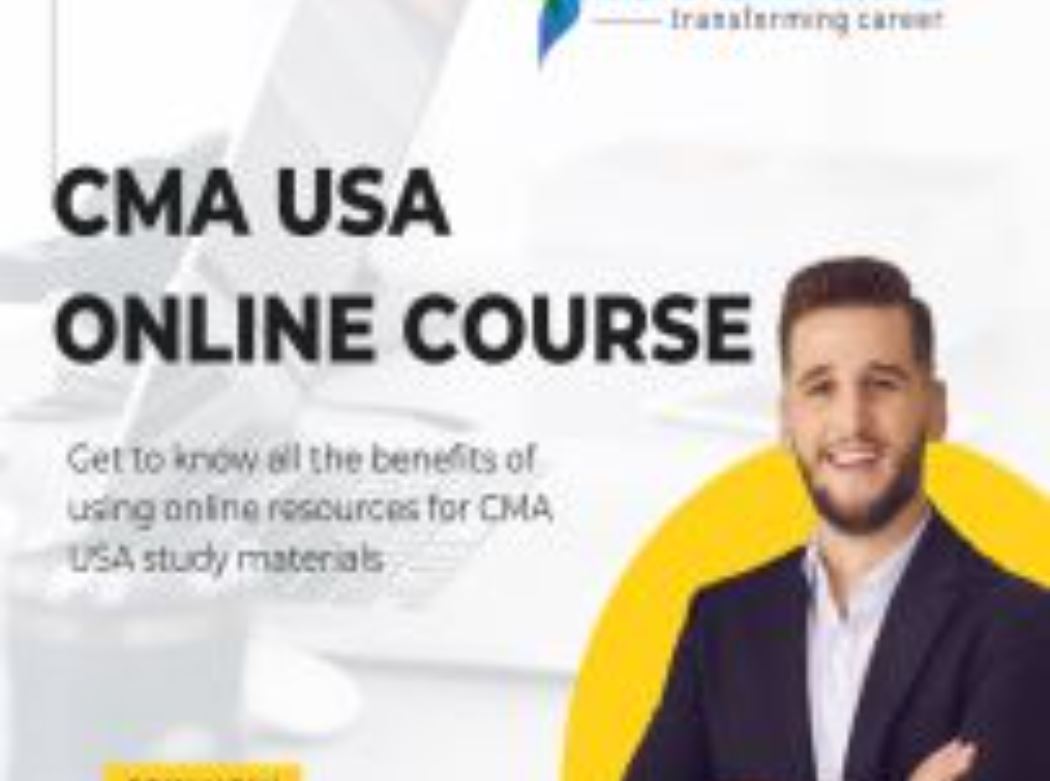 transforming career
CMA USA
ONLINE COURSE
Get to know all the benefits of
using online resources for CMA
USA study materials